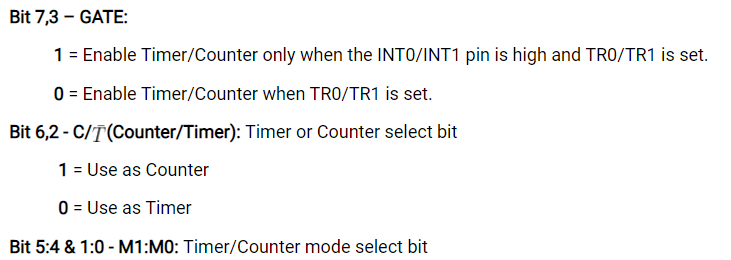 Bit 7,3 – GATE:
1 = Enable Timer/Counter only when the INT0/INT1 pin is high and TR0/TR1 is set.
0 = Enable Timer/Counter when TR0/TR1 is set.
Bit 6,2 - C/T̅(Counter/Timer): Timer or Counter select bit
1 = Use as Counter
0 = Use as Timer
Bit 5:4 & 1:0 - M1:M0: Timer/Counter mode select bit